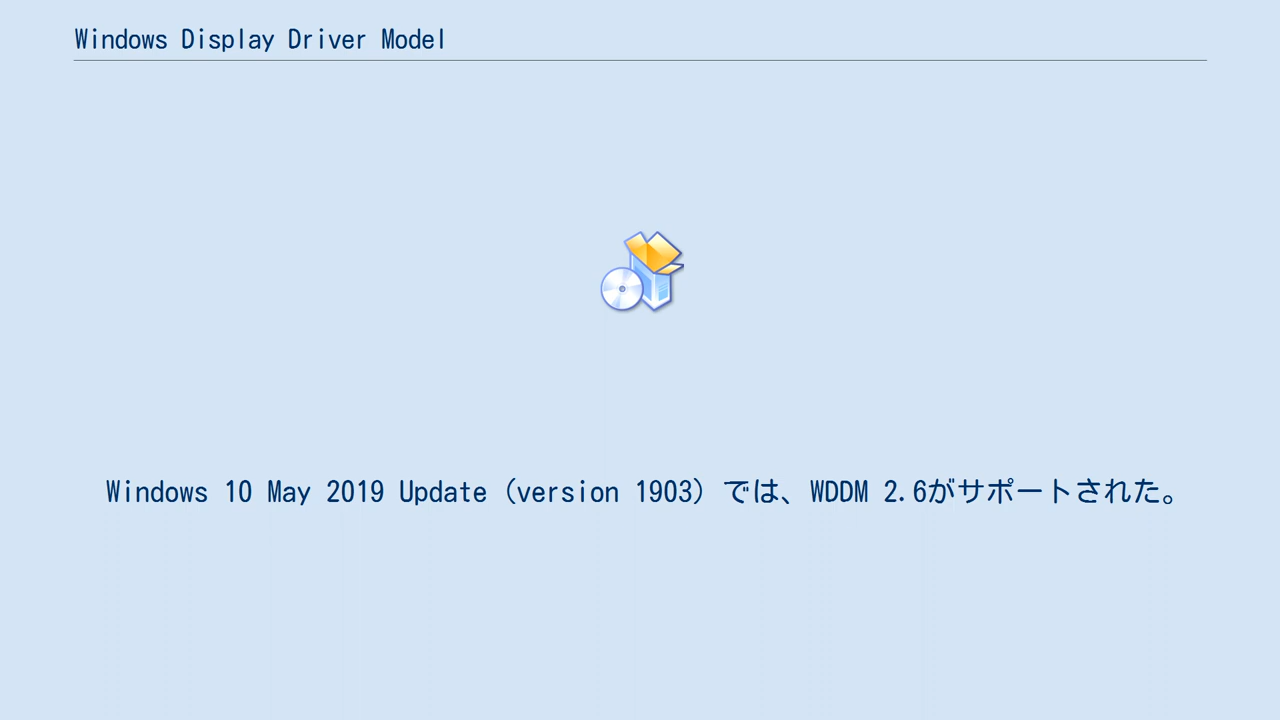 Windows Display Driver Model
Windows 10 May 2019 Update（version 1903）では、WDDM 2.6がサポートされた。